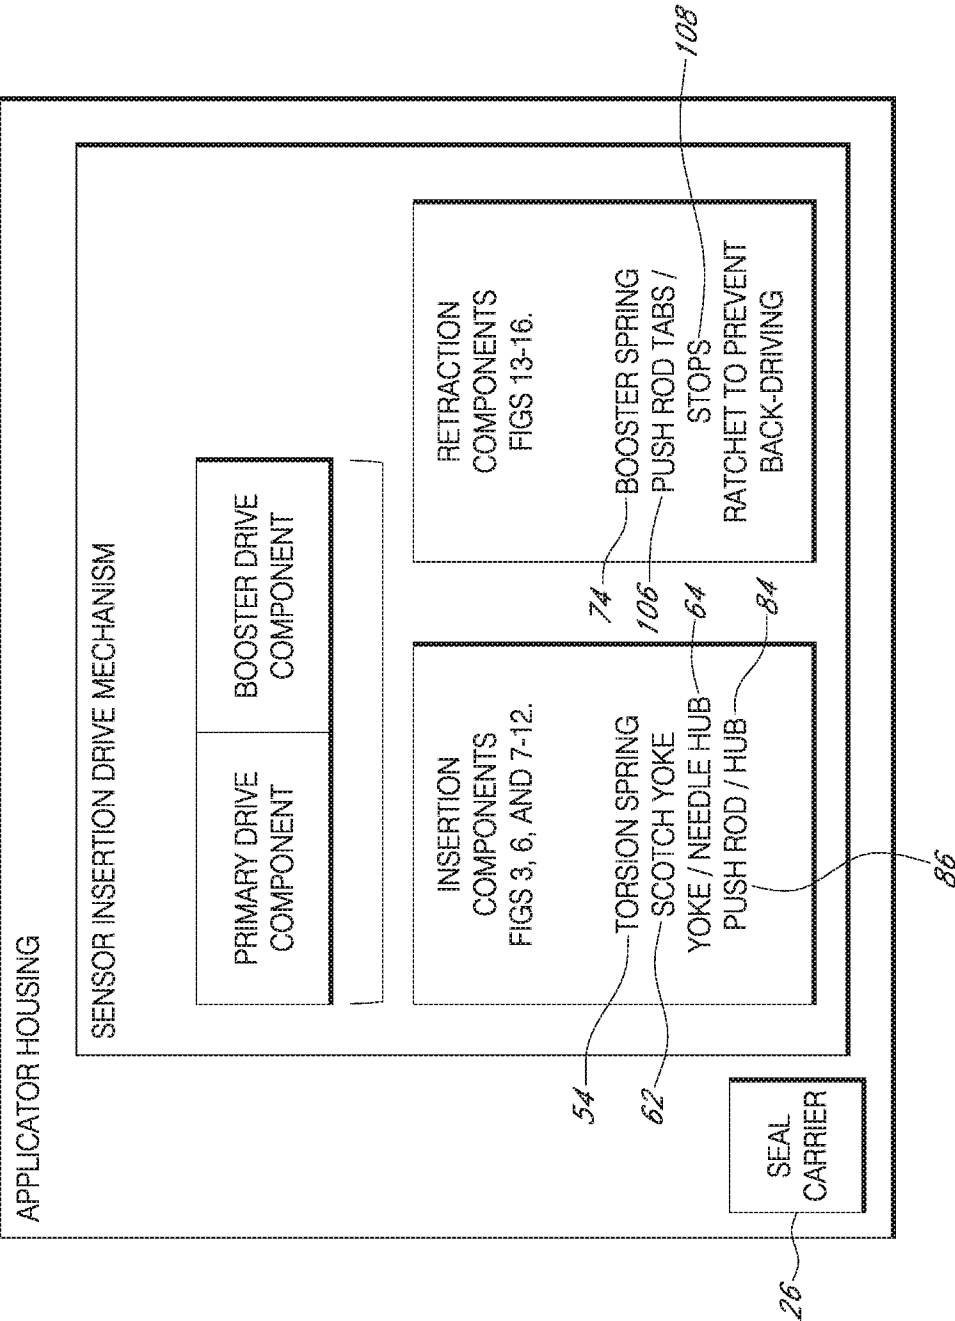 APPLICATOR HOUSING
SENSOR INSERTION DRIVE MECHANISM
PRIMARY DRIVE
COMPONENT
BOOSTER DRIVE
COMPONENT
INSERTION
COMPONENTS
FIGS 3, 6, AND 7-12.
54
TORSION SPRING
62
SCOTCH YOKE
YOKE / NEEDLE HUB
64
PUSH ROD / HUB
84
86
RETRACTION
COMPONENTS
FIGS 13-16.
74
BOOSTER SPRING
106
PUSH ROD TABS /
STOPS
108
RATCHET TO PREVENT
BACK-DRIVING
SEAL
CARRIER
26